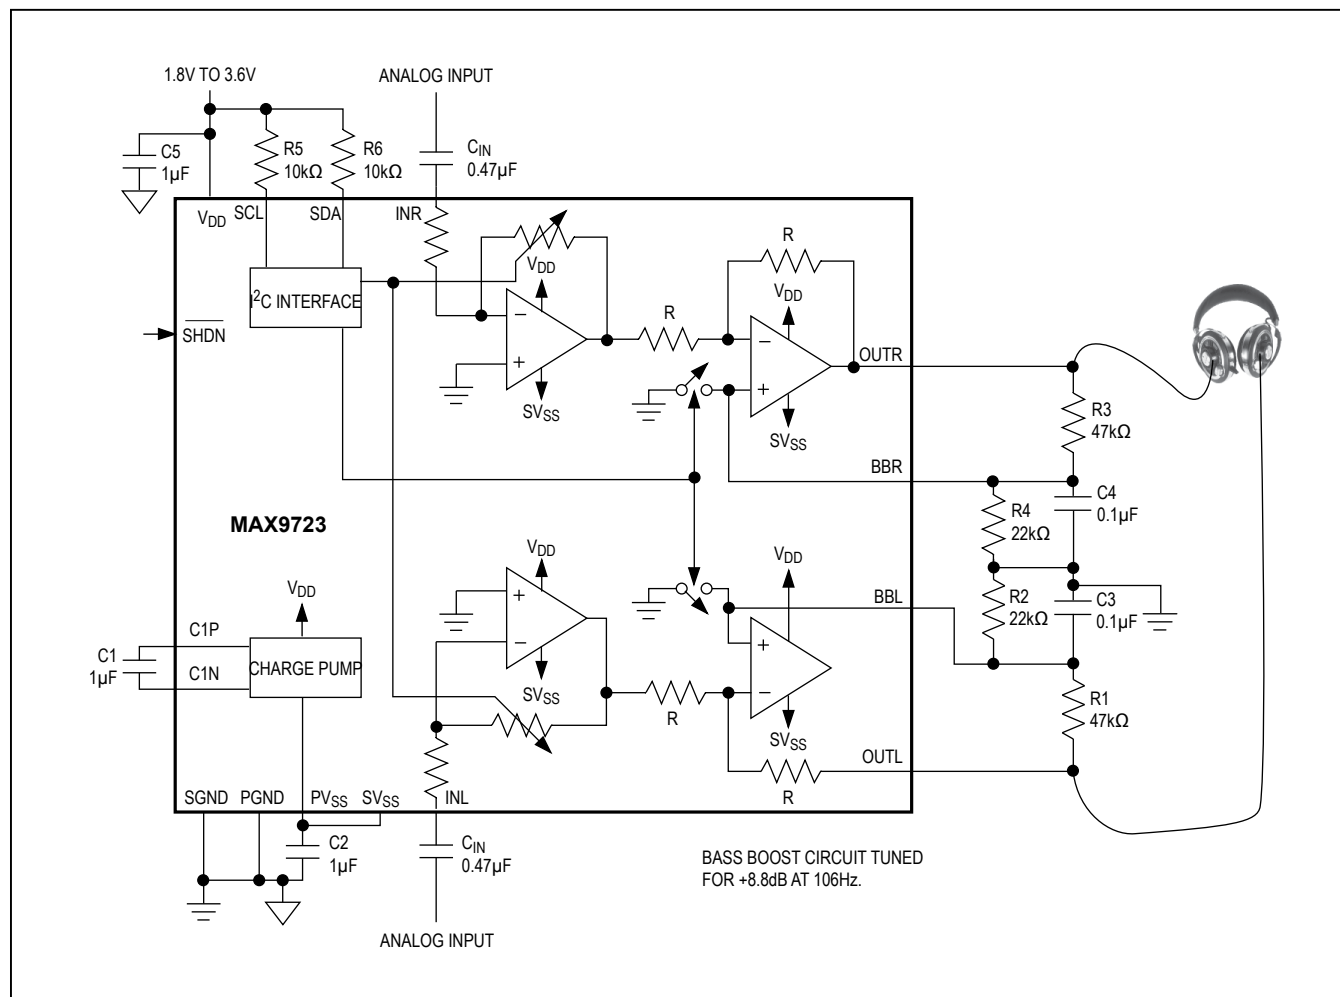 1.8V TO 3.6V
ANALOG INPUT
C5
1µF
R5
10kΩ
R6
10kΩ
CIN
0.47µF
VDD
SCL
SDA
INR
I²C INTERFACE
SHDN
VDD
−
+
SVSS
R
R
VDD
−
+
SVSS
OUTR
R3
47kΩ
BBR
R4
22kΩ
C4
0.1µF
MAX9723
VDD
+
−
SVSS
VDD
+
−
SVSS
BBL
R2
22kΩ
C3
0.1µF
VDD
C1P
C1
1µF
C1N
CHARGE PUMP
R
R1
47kΩ
OUTL
R
SGND
PGND
PVSS
SVSS
INL
C2
1µF
CIN
0.47µF
BASS BOOST CIRCUIT TUNED
FOR +8.8dB AT 106Hz.
ANALOG INPUT